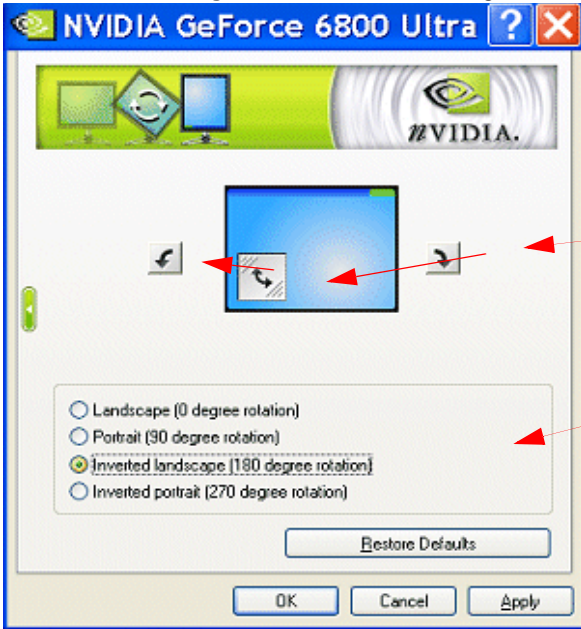 NVIDIA GeForce 6800 Ultra
nVIDIA.
Landscape (0 degree rotation)
Portrait (90 degree rotation)
Inverted landscape (180 degree rotation)
Inverted portrait (270 degree rotation)
Restore Defaults
OK Cancel Apply